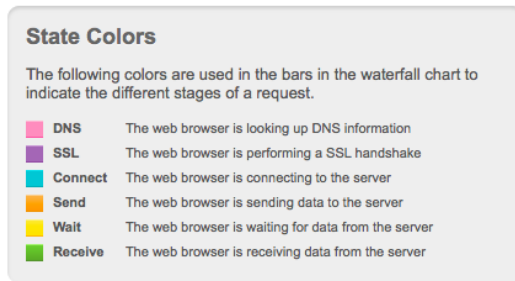 State Colors
The following colors are used in the bars in the waterfall chart to
indicate the different stages of a request.
DNS The web browser is looking up DNS information
SSL The web browser is performing a SSL handshake
Connect The web browser is connecting to the server
Send The web browser is sending data to the server
Wait The web browser is waiting for data from the server
Receive The web browser is receiving data from the server